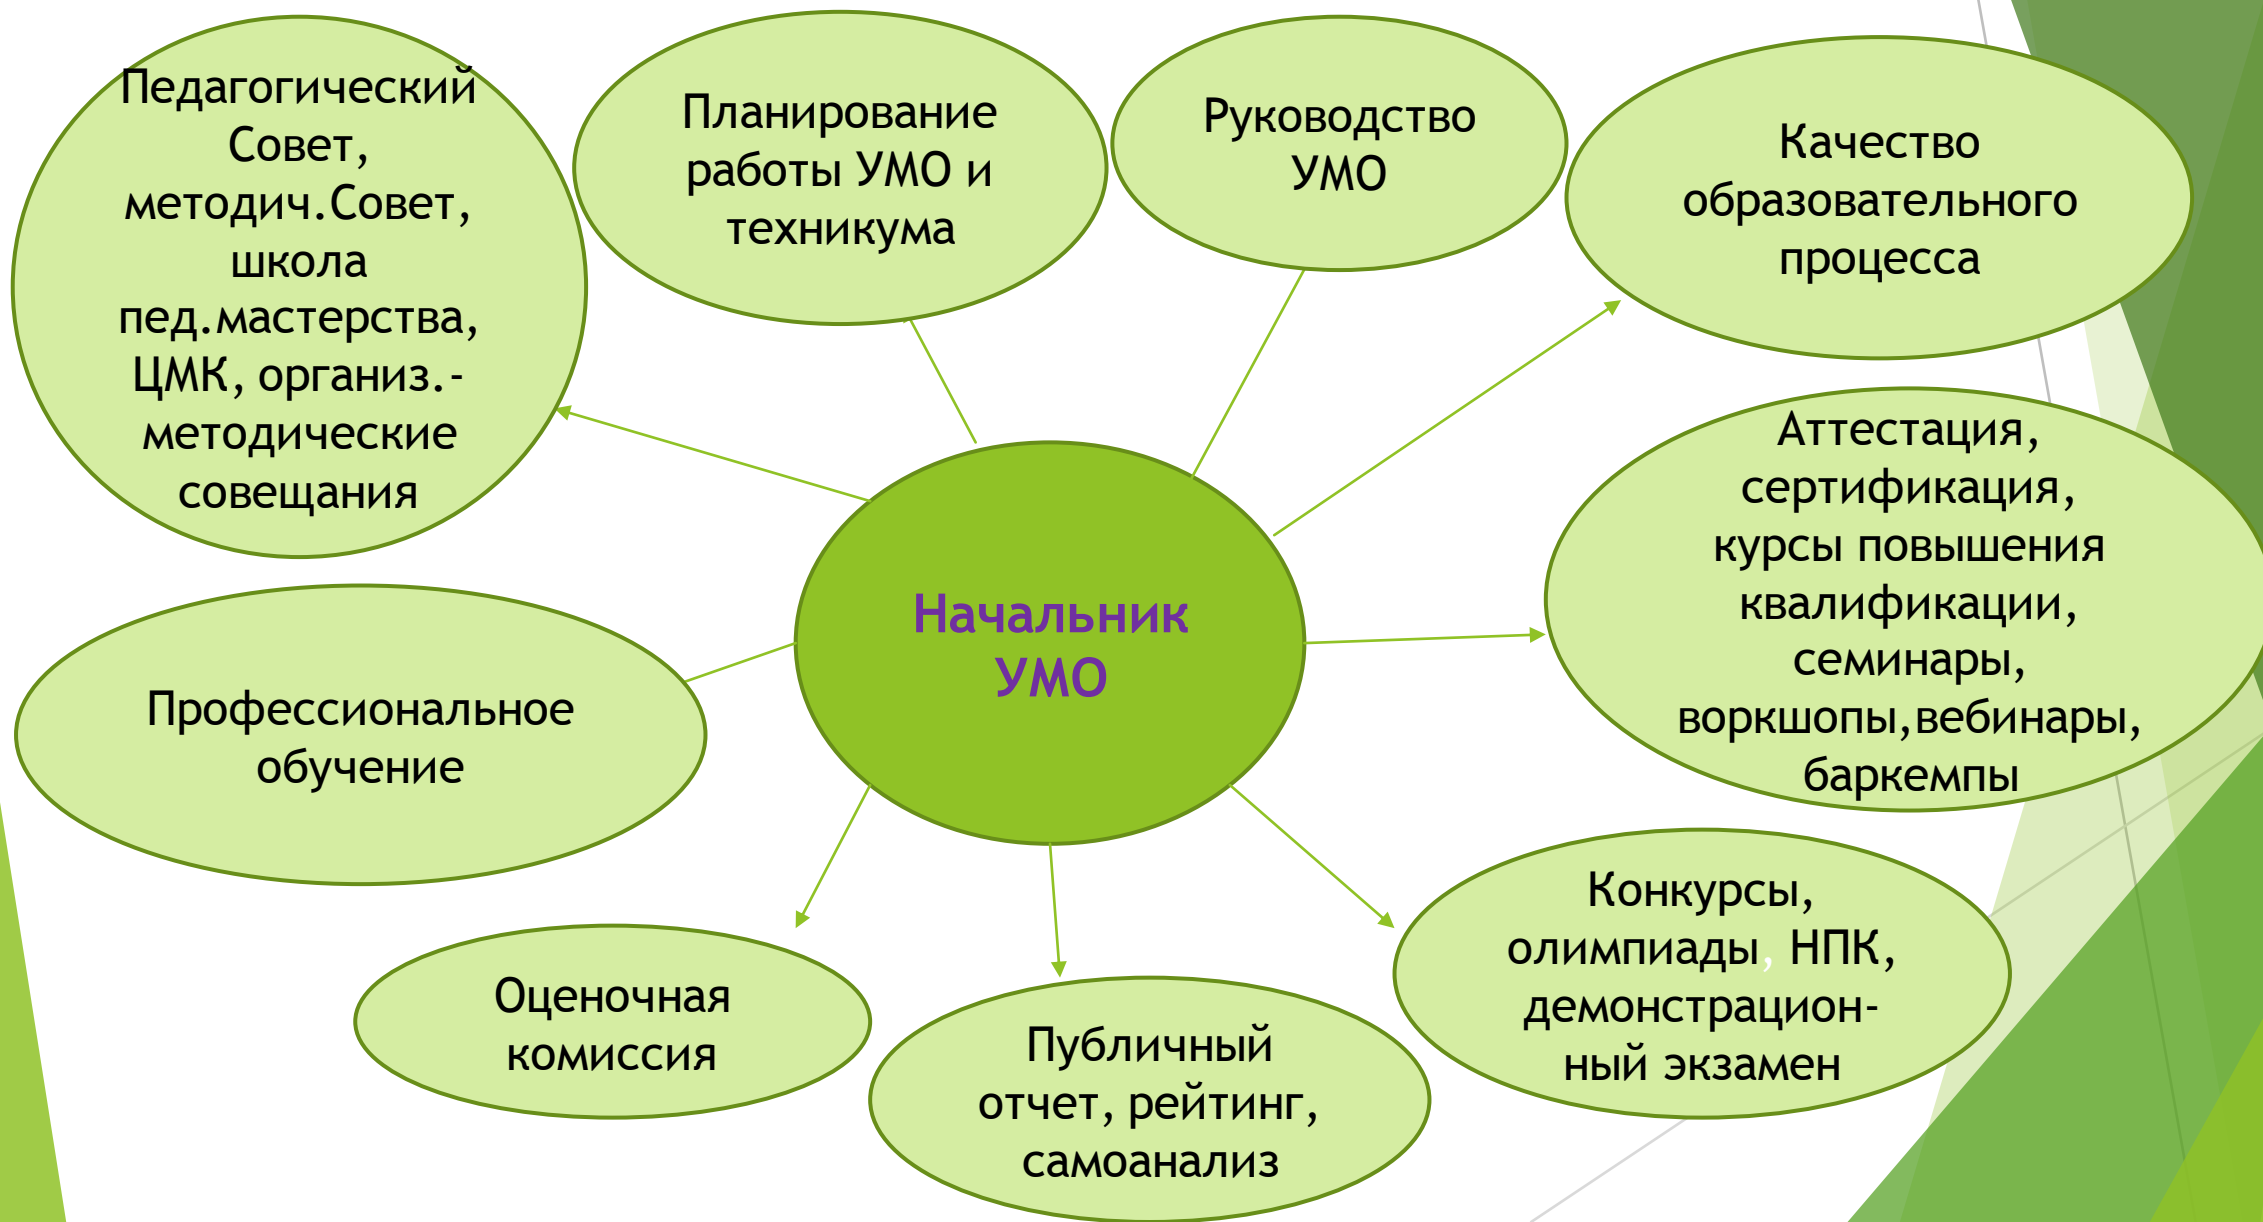 Педагогический
Совет,
методич.Совет,
школа
пед.мастерства,
ЦМК, организ.-
методические
совещания
Планирование
работы УМО и
техникума
Руководство
УМО
Качество
образовательного
процесса
Аттестация,
сертификация,
курсы повышения
квалификации,
семинары,
воркшопы,вебинары,
баркемпы
Начальник
УМО
Профессиональное
обучение
Оценочная
комиссия
Публичный
отчет, рейтинг,
самоанализ
Конкурсы,
олимпиады, НПК,
демонстрацион-
ный экзамен